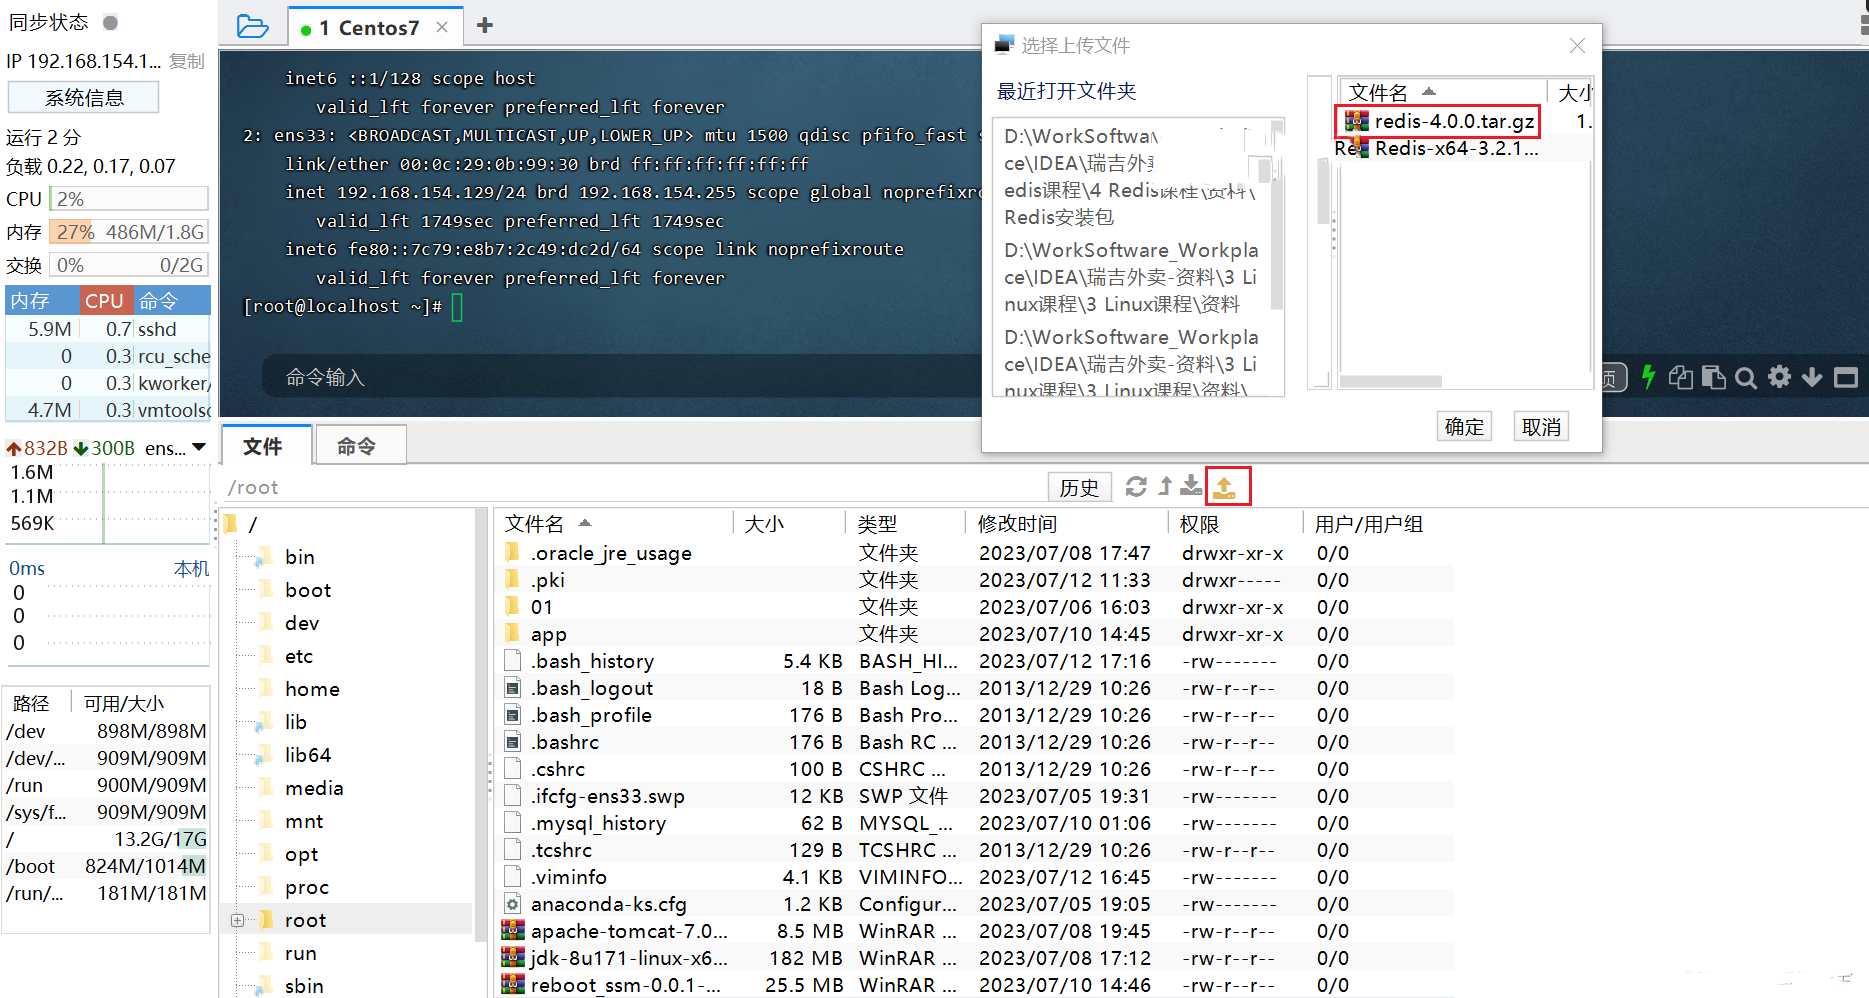 同步状态
IP 192.168.154.1... 复制
系统信息
运行 2 分
负载 0.22, 0.17, 0.07
CPU 2%
内存 27% 486M/1.8G
交换 0% 0/2G
内存 CPU 命令
5.9M 0.7 sshd
0 0.3 rcu_sche
0 0.3 kworker/
4.7M 0.3 vmtoolsc
832B 300B ens...
1.6M
1.1M
569K
0ms 本机
0
0
0
路径 可用/大小
/dev 898M/898M
/dev/... 909M/909M
/run 900M/909M
/sys/f... 909M/909M
/ 13.2G/17G
/boot 824M/1014M
/run/... 181M/181M
1 Centos7
inet6 ::1/128 scope host
valid_lft forever preferred_lft forever
2: ens33: <BROADCAST,MULTICAST,UP,LOWER_UP> mtu 1500 qdisc pfifo_fast s
link/ether 00:0c:29:0b:99:30 brd ff:ff:ff:ff:ff:ff
inet 192.168.154.129/24 brd 192.168.154.255 scope global noprefixro
valid_lft 1749sec preferred_lft 1749sec
inet6 fe80::7c79:e8b7:2c49:dc2d/64 scope link noprefixroute
valid_lft forever preferred_lft forever
[root@localhost ~]#
命令输入
选择上传文件
最近打开文件夹
D:\WorkSoftwa
ce\IDEA\瑞吉外卖
edis课程\4 Redis课程\资料\
Redis安装包
D:\WorkSoftware_Workpla
ce\IDEA\瑞吉外卖-资料\3 Li
nux课程\3 Linux课程\资料
D:\WorkSoftware_Workpla
ce\IDEA\瑞吉外卖-资料\3 Li
nux课程\3 Linux课程\资料\
文件名 大小
redis-4.0.0.tar.gz 1.
Redis-x64-3.2.1...
确定 取消
文件 命令
/root 历史
/
bin
boot
dev
etc
home
lib
lib64
media
mnt
opt
proc
root
run
sbin
文件名 大小 类型 修改时间 权限 用户/用户组
.oracle_jre_usage 文件夹 2023/07/08 17:47 drwxr-xr-x 0/0
.pki 文件夹 2023/07/12 11:33 drwxr----- 0/0
01 文件夹 2023/07/06 16:03 drwxr-xr-x 0/0
app 文件夹 2023/07/10 14:45 drwxr-xr-x 0/0
.bash_history 5.4 KB BASH_HI... 2023/07/12 17:16 -rw------- 0/0
.bash_logout 18 B Bash Log... 2013/12/29 10:26 -rw-r--r-- 0/0
.bash_profile 176 B Bash Pro... 2013/12/29 10:26 -rw-r--r-- 0/0
.bashrc 176 B Bash RC ... 2013/12/29 10:26 -rw-r--r-- 0/0
.cshrc 100 B CSHRC ... 2013/12/29 10:26 -rw-r--r-- 0/0
.ifcfg-ens33.swp 12 KB SWP 文件 2023/07/05 19:31 -rw------- 0/0
.mysql_history 62 B MYSQL_... 2023/07/10 01:06 -rw------- 0/0
.tcshrc 129 B TCSHRC ... 2013/12/29 10:26 -rw-r--r-- 0/0
.viminfo 4.1 KB VIMINFO... 2023/07/12 16:45 -rw------- 0/0
anaconda-ks.cfg 1.2 KB Configur... 2023/07/05 19:05 -rw------- 0/0
apache-tomcat-7.0... 8.5 MB WinRAR ... 2023/07/08 19:45 -rw-r--r-- 0/0
jdk-8u171-linux-x6... 182 MB WinRAR ... 2023/07/08 17:12 -rw-r--r-- 0/0
reboot_ssm-0.0.1-... 25.5 MB WinRAR ... 2023/07/10 14:46 -rw-r--r-- 0/0